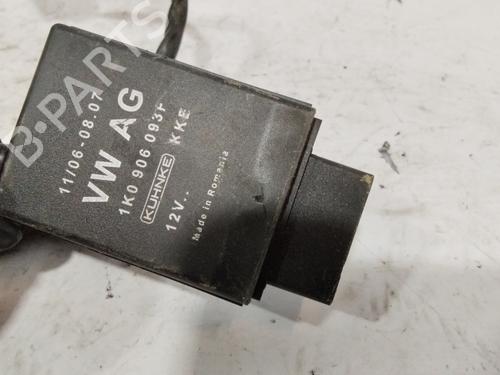 B-PARTS
11/06-08.07
VW AG
1K0 906 093F
KUHNKE KKE
12V..
Made in Romania